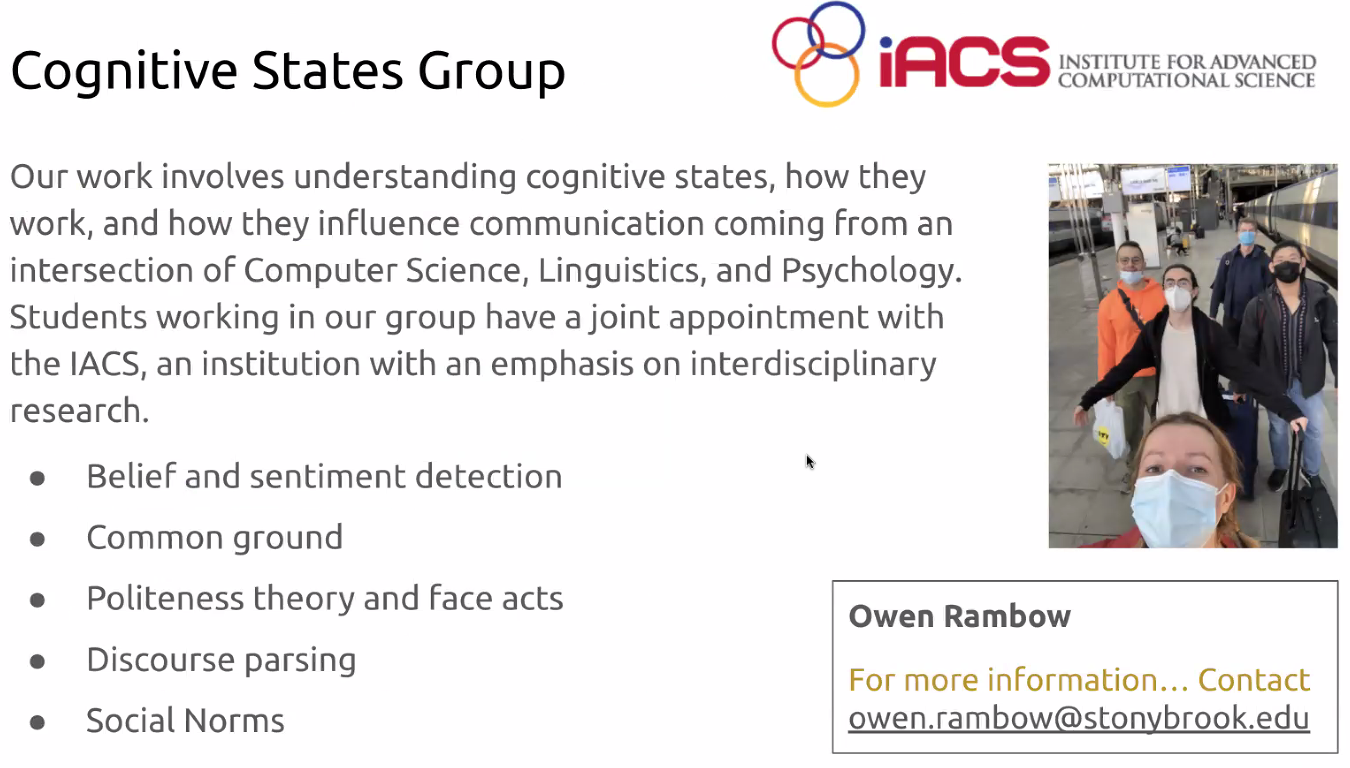 Cognitive States Group
iACS INSTITUTE FOR ADVANCED
COMPUTATIONAL SCIENCE
Our work involves understanding cognitive states, how they
work, and how they influence communication coming from an
intersection of Computer Science, Linguistics, and Psychology.
Students working in our group have a joint appointment with
the IACS, an institution with an emphasis on interdisciplinary
research.
● Belief and sentiment detection
● Common ground
● Politeness theory and face acts
● Discourse parsing
● Social Norms
Owen Rambow
For more information... Contact
owen.rambow@stonybrook.edu